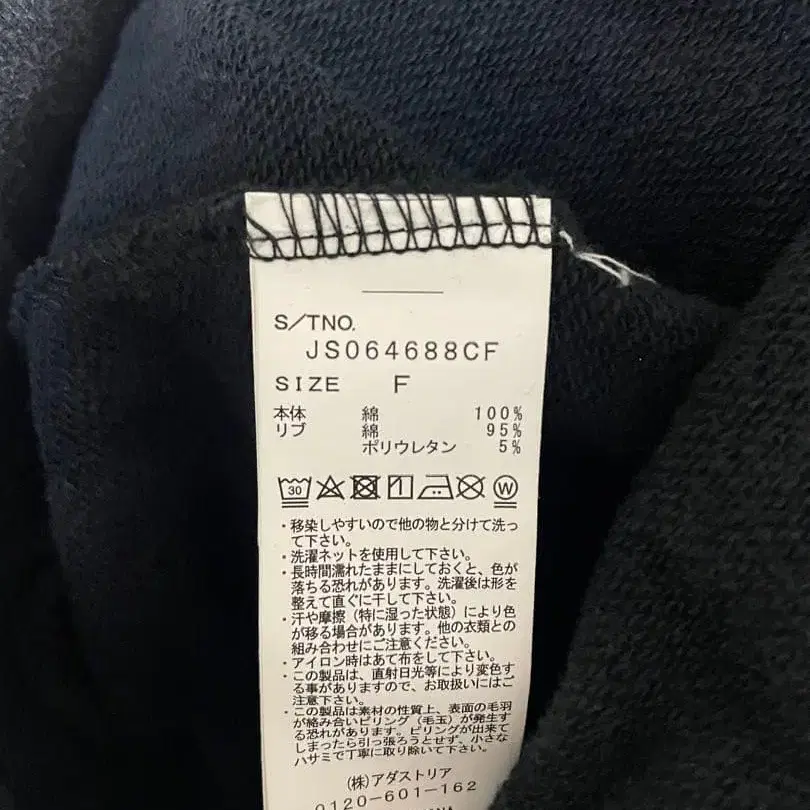 S/TNO.
JS064688CF
SIZE F
本体 綿 100%
リブ 綿 95%
ポリウレタン 5%
30 W
・移染しやすいので他の物と分けて洗っ
て下さい。
・洗濯ネットを使用して下さい。
・長時間濡れたままにしておくと、色が
落ちる恐れがあります。洗濯後は形を
整えて直ぐに干して下さい。
・汗や摩擦(特に湿った状態)により色
が移る場合があります。他の衣類との
組み合わせにご注意ください。
・アイロン時はあて布をして下さい。
・この製品は、直射日光等により変色す
る事がありますので、お取扱いにはご
注意下さい。
・この製品は素材の性質上、表面の毛羽
が絡み合いピリング(毛玉)が発生す
る恐れがあります。ピリングが出来て
しまったら引っ張ろうとせず、小さな
ハサミで丁寧に取り除いて下さい。
(株)アダストリア
0120-601-162